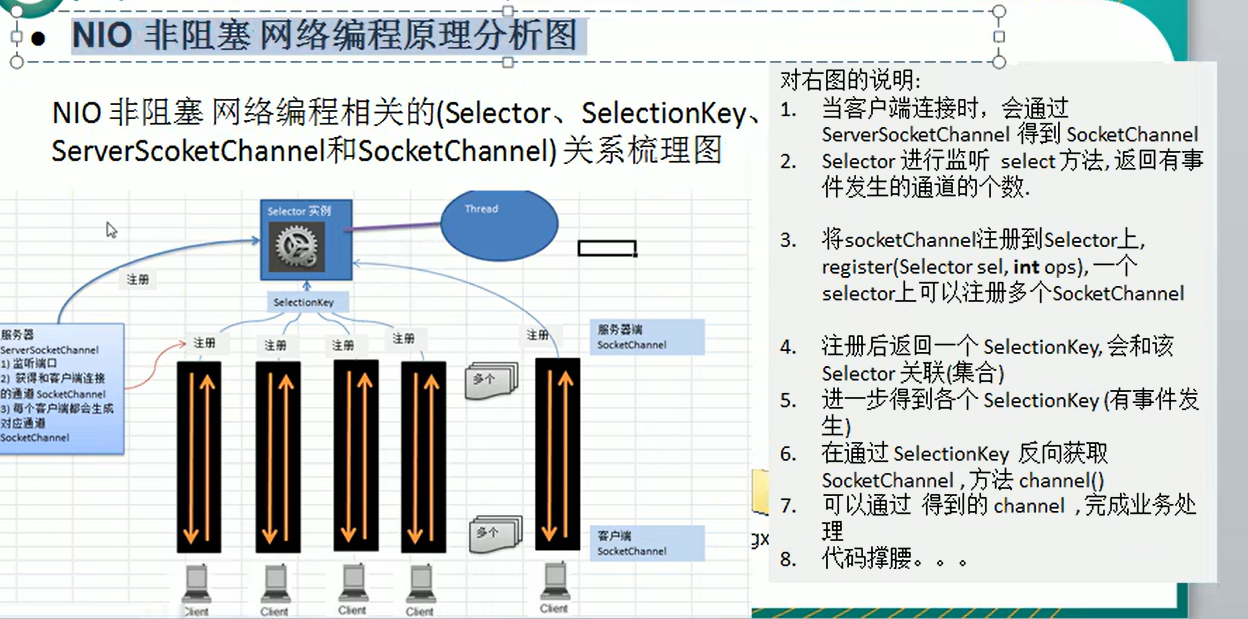 NIO 非阻塞 网络编程原理分析图
NIO 非阻塞 网络编程相关的(Selector、SelectionKey、
ServerScoketChannel和SocketChannel) 关系梳理图
Selector 实例
Thread
注册
SelectionKey
服务器
ServerSocketChannel
1) 监听端口
2) 获得和客户端连接
的通道 SocketChannel
3) 每个客户端都会生成
对应通道
SocketChannel
注册
注册
注册
注册
注册
服务器端
SocketChannel
多个
多个
客户端
SocketChannel
Client
Client
Client
Client
Client
对右图的说明:
1. 当客户端连接时，会通过
ServerSocketChannel 得到 SocketChannel
2. Selector 进行监听 select 方法, 返回有事
件发生的通道的个数.
3. 将socketChannel注册到Selector上,
register(Selector sel, int ops), 一个
selector上可以注册多个SocketChannel
4. 注册后返回一个 SelectionKey, 会和该
Selector 关联(集合)
5. 进一步得到各个 SelectionKey (有事件发
生)
6. 在通过 SelectionKey 反向获取
SocketChannel , 方法 channel()
7. 可以通过 得到的 channel , 完成业务处
理
8. 代码撑腰。。。
gx